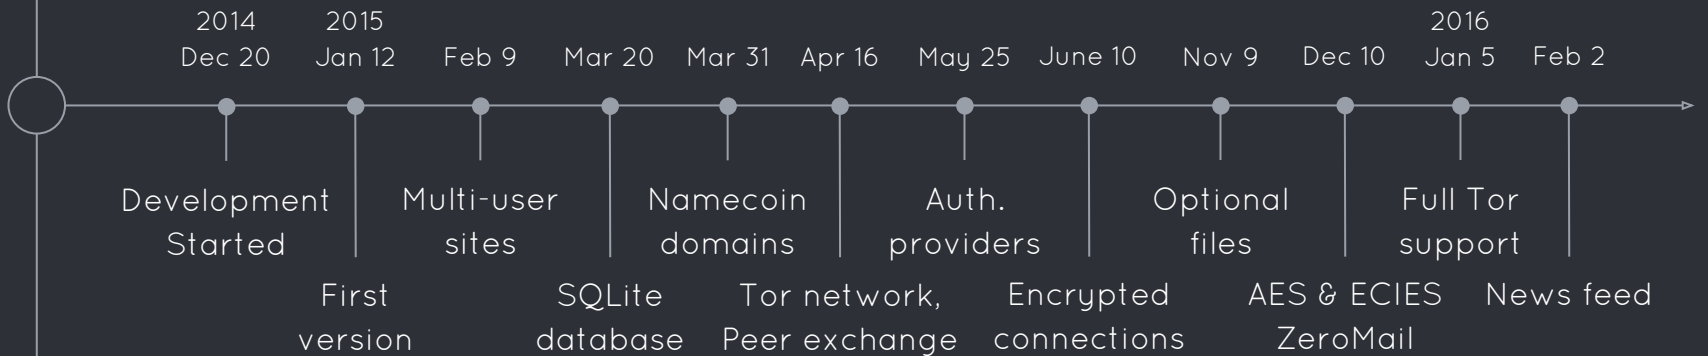 2014
Dec 20
2015
Jan 12
Feb 9
Mar 20
Mar 31
Apr 16
May 25
June 10
Nov 9
Dec 10
2016
Jan 5
Feb 2
Development
Started
First
version
Multi-user
sites
SQLite
database
Namecoin
domains
Tor network,
Peer exchange
Auth.
providers
Encrypted
connections
Optional
files
AES & ECIES
ZeroMail
Full Tor
support
News feed